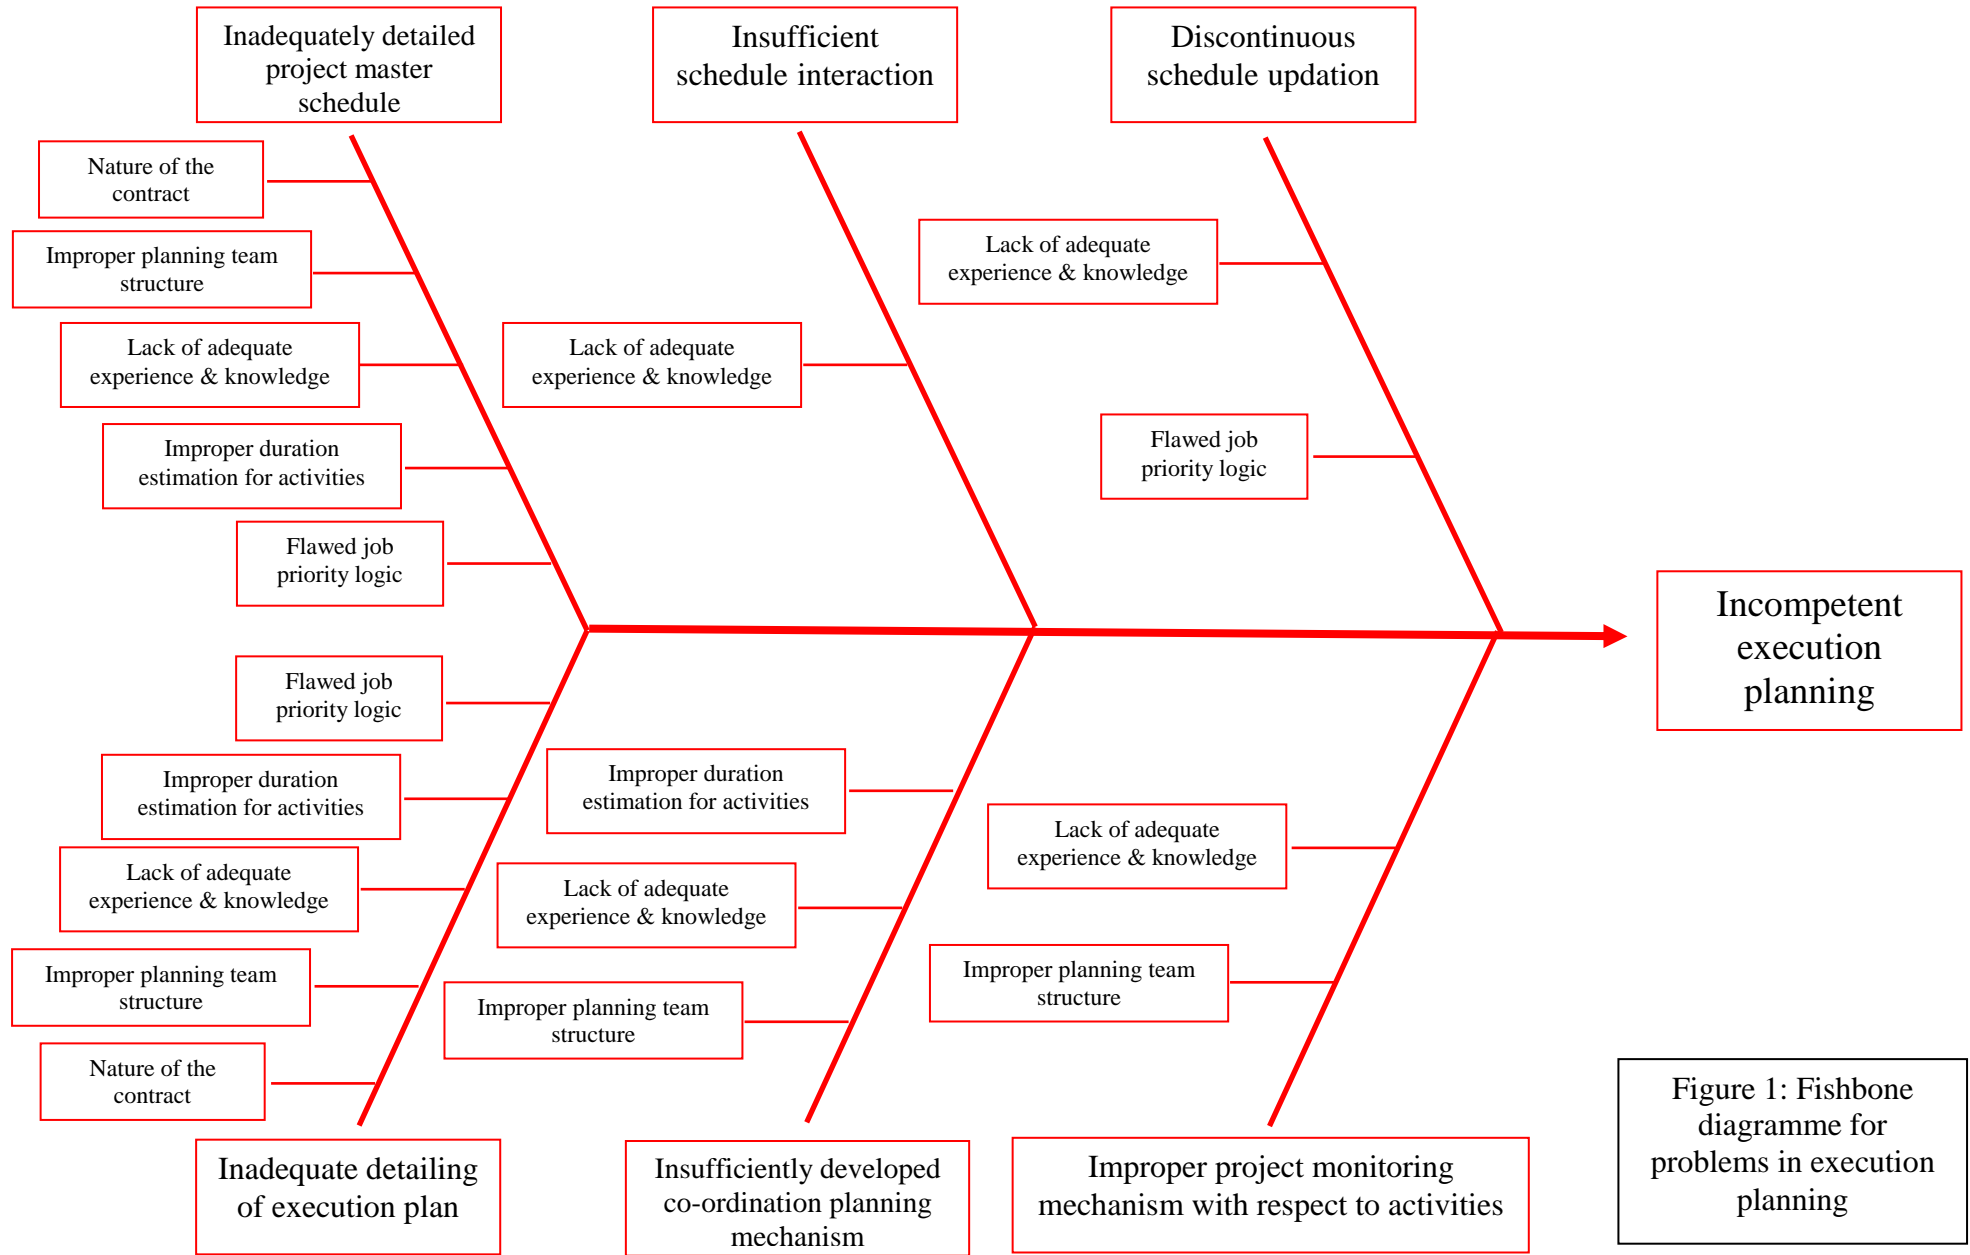 Inadequately detailed
project master
schedule
Insufficient
schedule interaction
Discontinuous
schedule updation
Nature of the
contract
Improper planning team
structure
Lack of adequate
experience & knowledge
Improper duration
estimation for activities
Flawed job
priority logic
Lack of adequate
experience & knowledge
Lack of adequate
experience & knowledge
Flawed job
priority logic
Incompetent
execution
planning
Flawed job
priority logic
Improper duration
estimation for activities
Lack of adequate
experience & knowledge
Improper planning team
structure
Nature of the
contract
Improper duration
estimation for activities
Lack of adequate
experience & knowledge
Improper planning team
structure
Lack of adequate
experience & knowledge
Improper planning team
structure
Inadequate detailing
of execution plan
Insufficiently developed
co-ordination planning
mechanism
Improper project monitoring
mechanism with respect to activities
Figure 1: Fishbone
diagramme for
problems in execution
planning